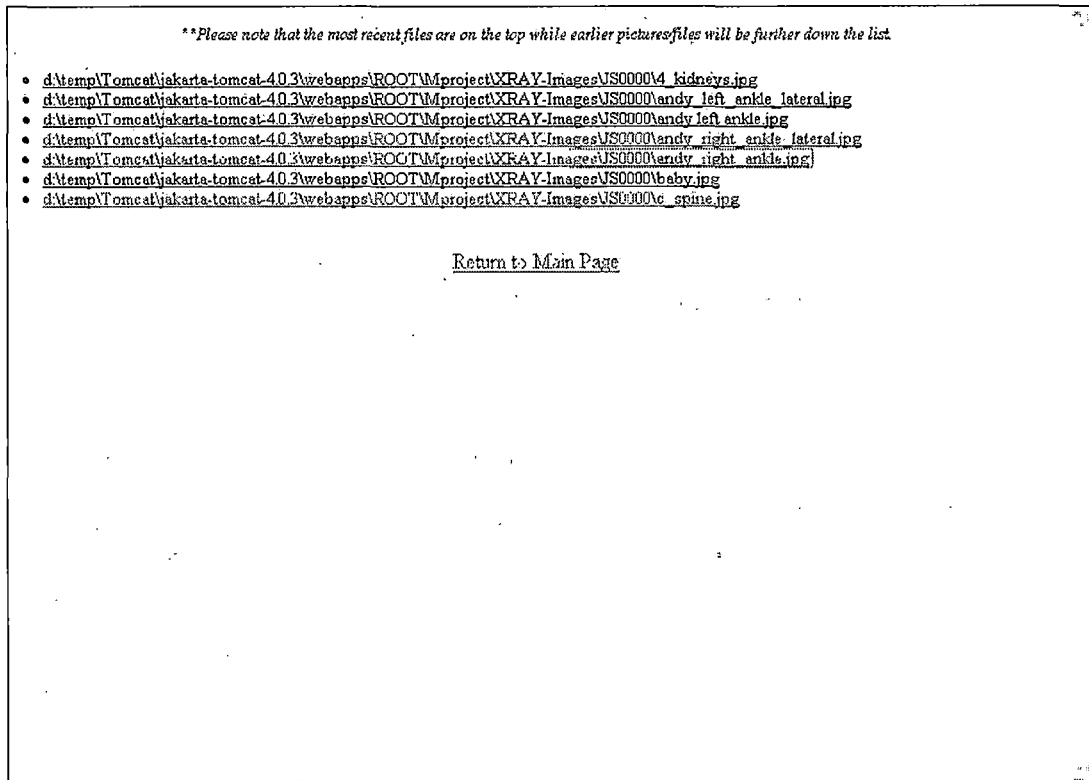 **Please note that the most recent files are on the top while earlier pictures/files will be further down the list.
• d:\temp\Tomcat\jakarta-tomcat-4.0.3\webapps\ROOT\Mproject\XRAY-Images\JS0000\4_kidneys.jpg
• d:\temp\Tomcat\jakarta-tomcat-4.0.3\webapps\ROOT\Mproject\XRAY-Images\JS0000\andy_left_ankle_lateral.jpg
• d:\temp\Tomcat\jakarta-tomcat-4.0.3\webapps\ROOT\Mproject\XRAY-Images\JS0000\andy left ankle.jpg
• d:\temp\Tomcat\jakarta-tomcat-4.0.3\webapps\ROOT\Mproject\XRAY-Images\JS0000\andy_right_ankle-lateral.jpg
• d:\temp\Tomcat\jakarta-tomcat-4.0.3\webapps\ROOT\Mproject\XRAY-Images\JS0000\andy_right_ankle.jpg
• d:\temp\Tomcat\jakarta-tomcat-4.0.3\webapps\ROOT\Mproject\XRAY-Images\JS0000\baby.jpg
• d:\temp\Tomcat\jakarta-tomcat-4.0.3\webapps\ROOT\Mproject\XRAY-Images\JS0000\c_spine.jpg
Return to Main Page